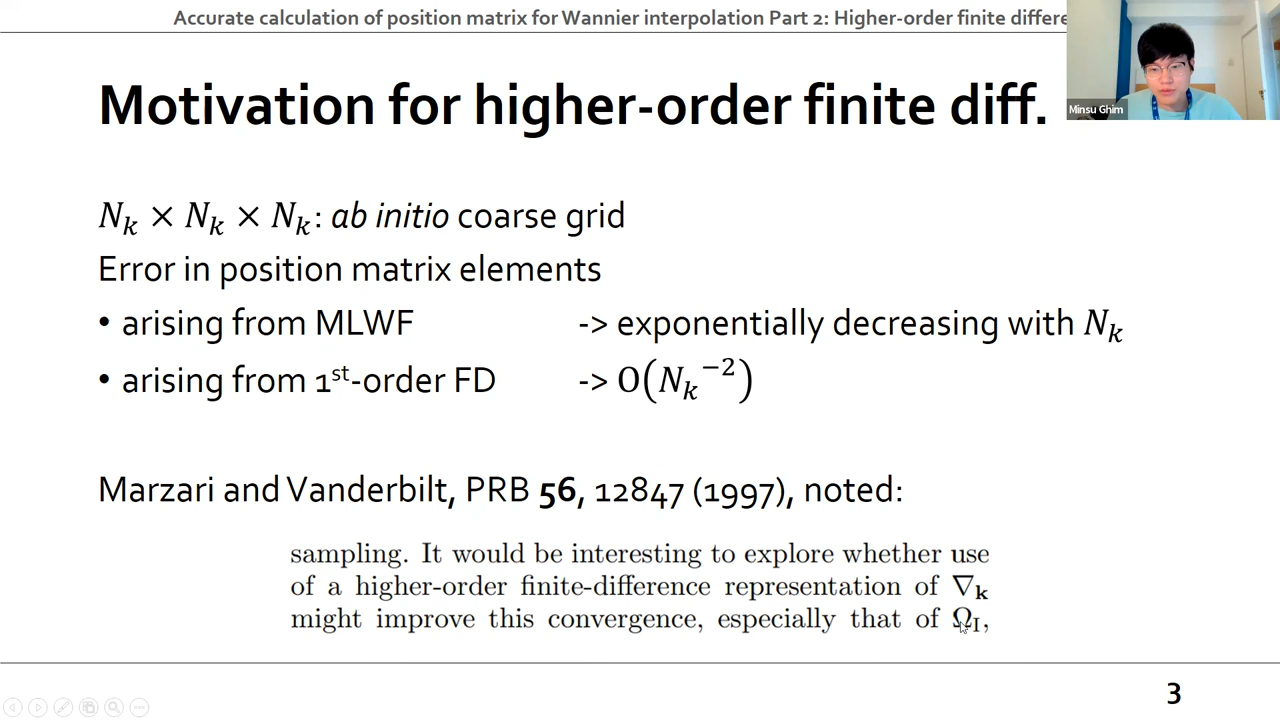 Accurate calculation of position matrix for Wannier interpolation Part 2: Higher-order finite differe
Minsu Ghim
Motivation for higher-order finite diff.
N_k × N_k × N_k: ab initio coarse grid
Error in position matrix elements
• arising from MLWF -> exponentially decreasing with N_k
• arising from 1st-order FD -> O(N_k^{-2})
Marzari and Vanderbilt, PRB 56, 12847 (1997), noted:
sampling. It would be interesting to explore whether use
of a higher-order finite-difference representation of ∇_k
might improve this convergence, especially that of Ω_I,
3